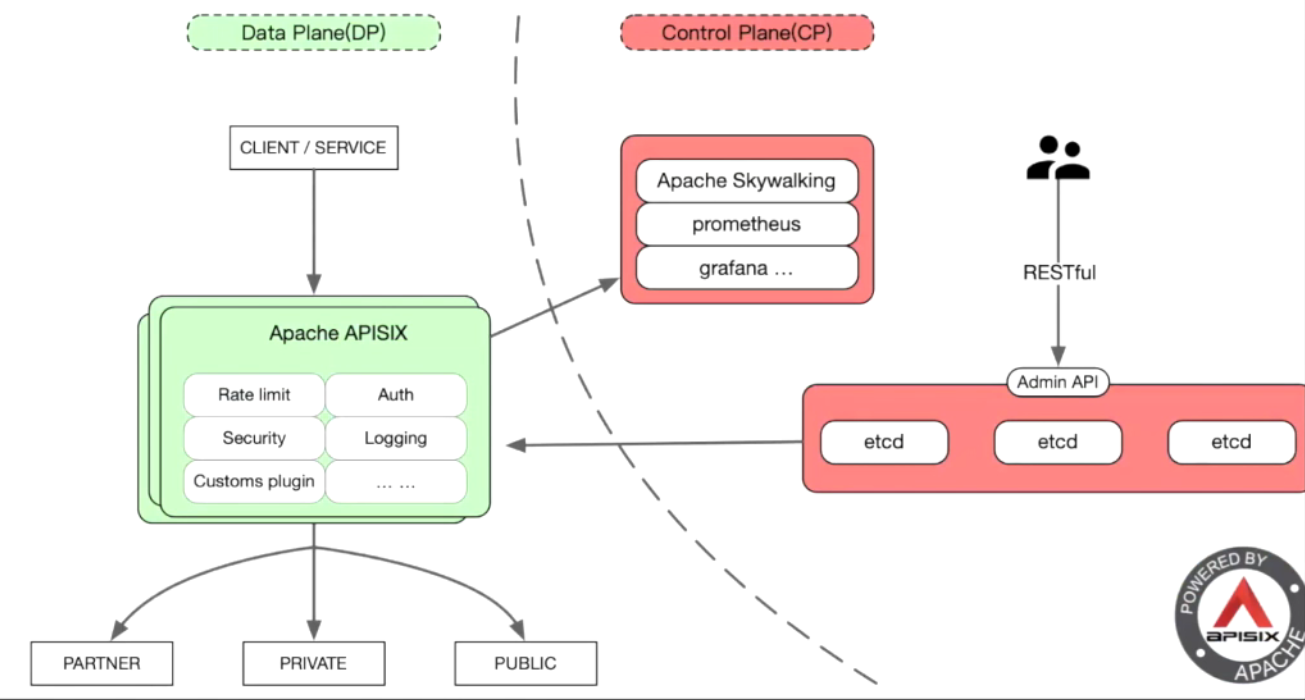 Data Plane(DP)
Control Plane(CP)
CLIENT / SERVICE
Apache Skywalking
prometheus
grafana ...
RESTful
Apache APISIX
Rate limit
Auth
Security
Logging
Customs plugin
... ...
Admin API
etcd
etcd
etcd
PARTNER
PRIVATE
PUBLIC
POWERED BY
APISIX
APACHE